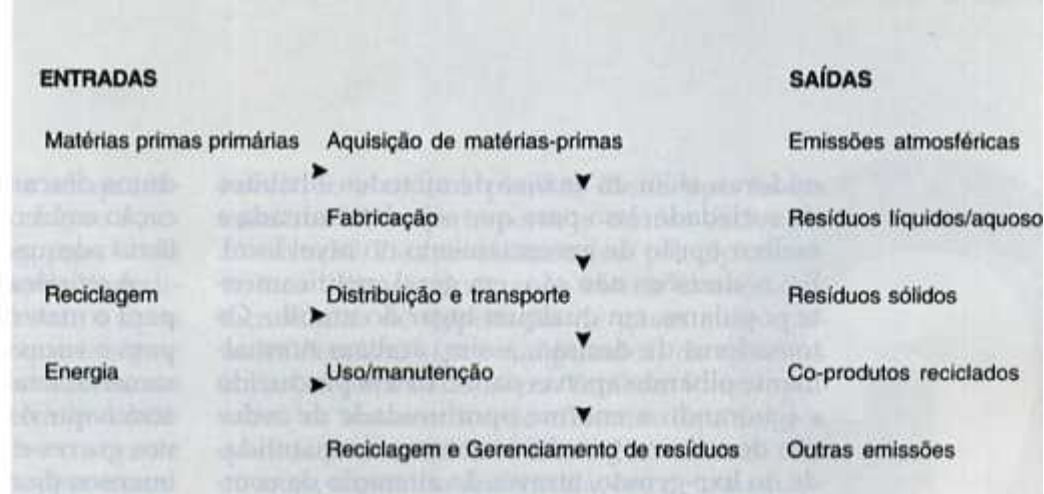 ENTRADAS SAÍDAS
Matérias primas primárias Aquisição de matérias-primas Emissões atmosféricas
Fabricação Resíduos líquidos/aquoso
Reciclagem Distribuição e transporte Resíduos sólidos
Energia Uso/manutenção Co-produtos reciclados
Reciclagem e Gerenciamento de resíduos Outras emissões